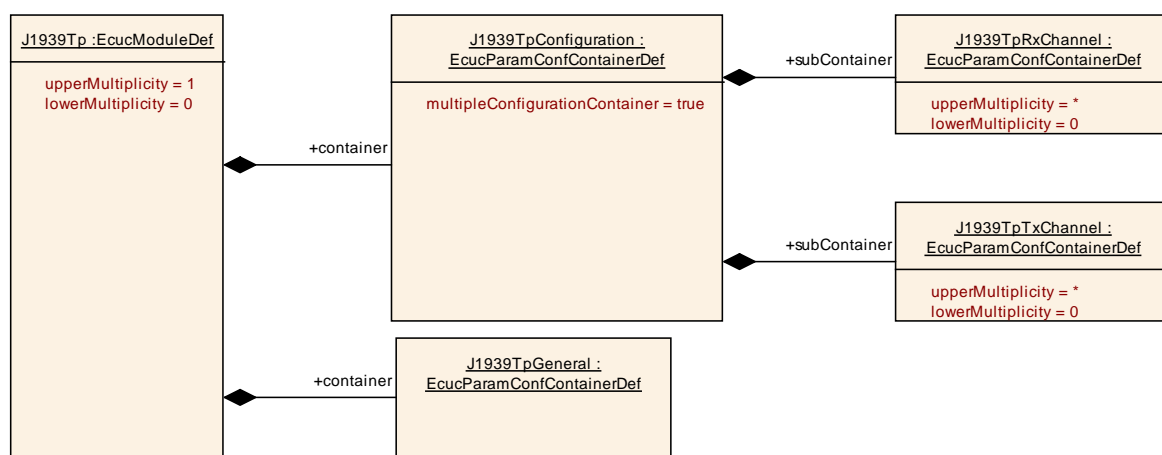 J1939Tp :EcucModuleDef
upperMultiplicity = 1
lowerMultiplicity = 0
+container
J1939TpConfiguration :
EcucParamConfContainerDef
multipleConfigurationContainer = true
+subContainer
J1939TpRxChannel :
EcucParamConfContainerDef
upperMultiplicity = *
lowerMultiplicity = 0
+subContainer
J1939TpTxChannel :
EcucParamConfContainerDef
upperMultiplicity = *
lowerMultiplicity = 0
+container
J1939TpGeneral :
EcucParamConfContainerDef